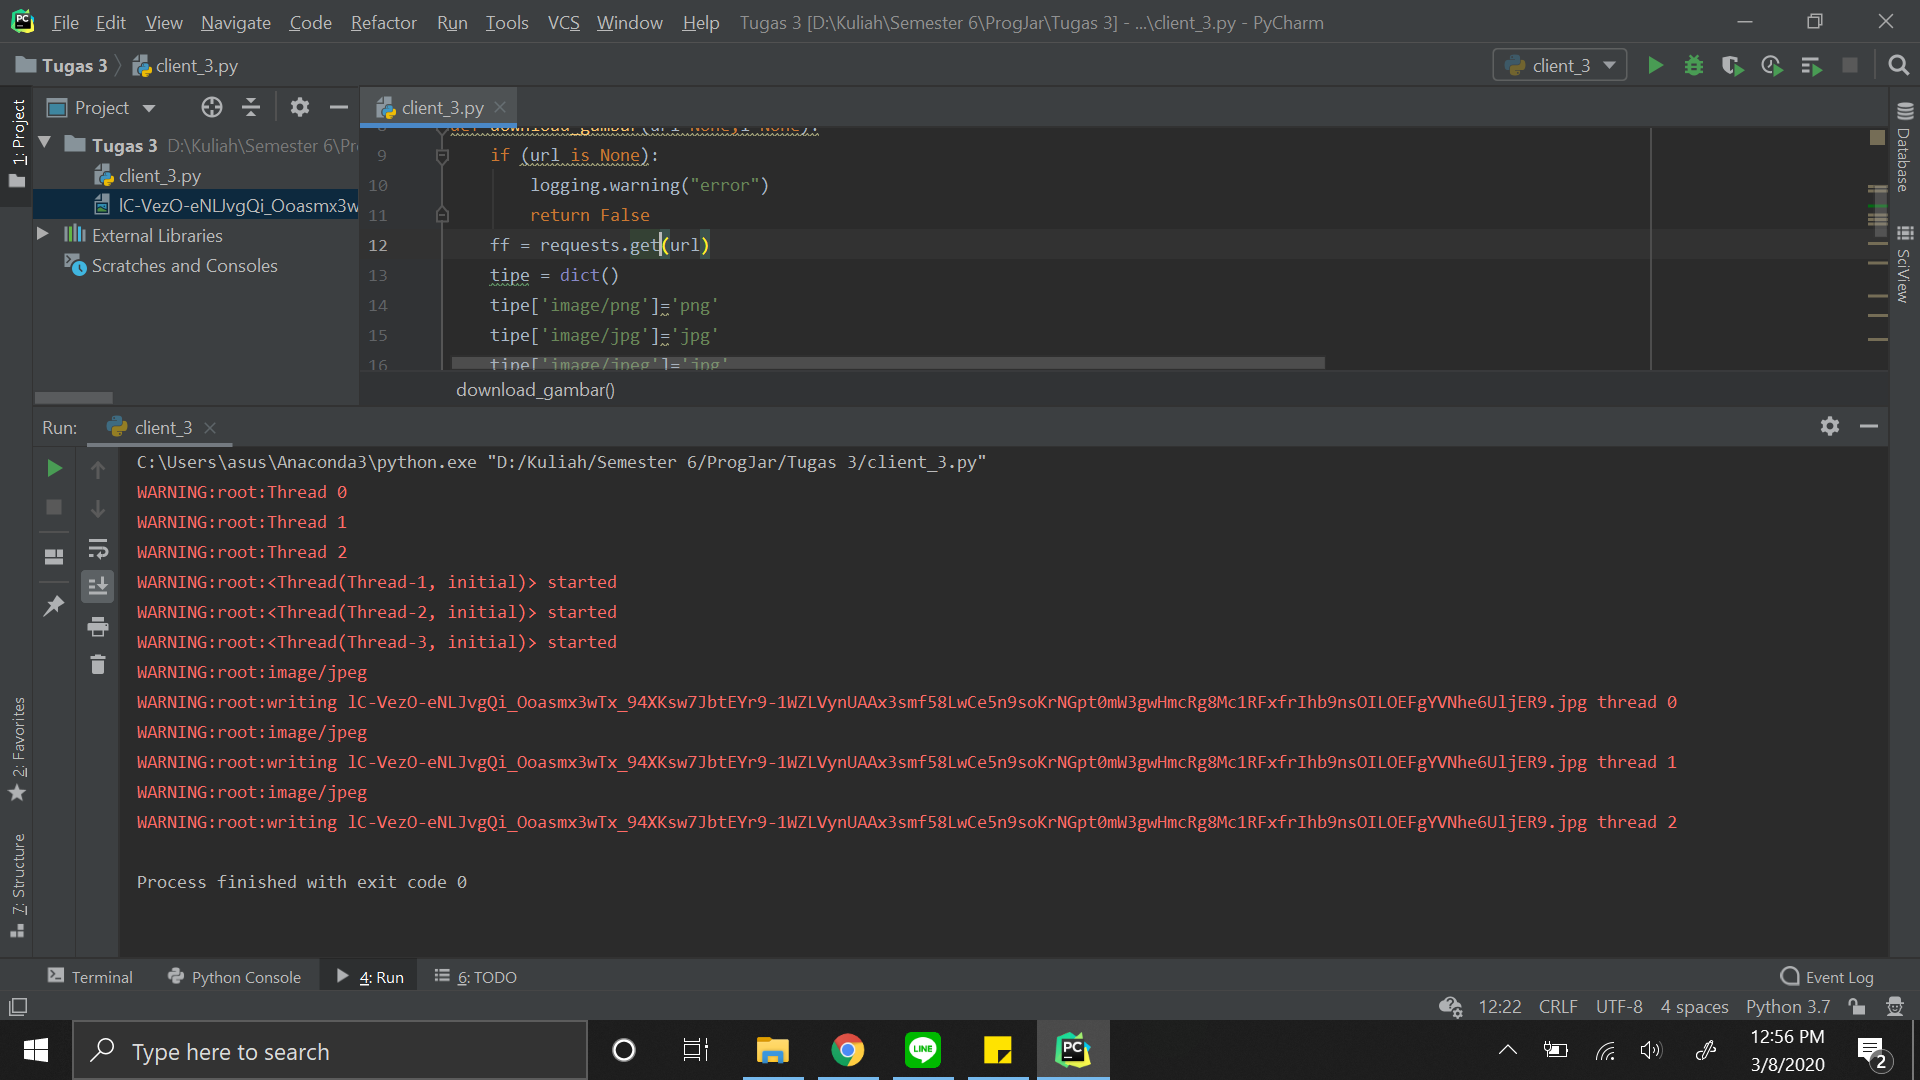 File Edit View Navigate Code Refactor Run Tools VCS Window Help Tugas 3 [D:\Kuliah\Semester 6\ProgJar\Tugas 3] - ...\client_3.py - PyCharm
Tugas 3 client_3.py client_3
1: Project
Project
client_3.py
Tugas 3 D:\Kuliah\Semester 6\Pr
client_3.py
lC-VezO-eNLJvgQi_Ooasmx3w
External Libraries
Scratches and Consoles
def download_gambar(url=None,i=None):
9 if (url is None):
10 logging.warning("error")
11 return False
12 ff = requests.get(url)
13 tipe = dict()
14 tipe['image/png']='png'
15 tipe['image/jpg']='jpg'
16 tipe['image/jpeg']='jpg'
download_gambar()
Database
SciView
Run: client_3
C:\Users\asus\Anaconda3\python.exe "D:/Kuliah/Semester 6/ProgJar/Tugas 3/client_3.py"
WARNING:root:Thread 0
WARNING:root:Thread 1
WARNING:root:Thread 2
WARNING:root:<Thread(Thread-1, initial)> started
WARNING:root:<Thread(Thread-2, initial)> started
WARNING:root:<Thread(Thread-3, initial)> started
WARNING:root:image/jpeg
WARNING:root:writing lC-VezO-eNLJvgQi_Ooasmx3wTx_94XKsw7JbtEYr9-1WZLVynUAAx3smf58LwCe5n9soKrNGpt0mW3gwHmcRg8Mc1RFxfrIhb9nsOILOEFgYVNhe6UljER9.jpg thread 0
WARNING:root:image/jpeg
WARNING:root:writing lC-VezO-eNLJvgQi_Ooasmx3wTx_94XKsw7JbtEYr9-1WZLVynUAAx3smf58LwCe5n9soKrNGpt0mW3gwHmcRg8Mc1RFxfrIhb9nsOILOEFgYVNhe6UljER9.jpg thread 1
WARNING:root:image/jpeg
WARNING:root:writing lC-VezO-eNLJvgQi_Ooasmx3wTx_94XKsw7JbtEYr9-1WZLVynUAAx3smf58LwCe5n9soKrNGpt0mW3gwHmcRg8Mc1RFxfrIhb9nsOILOEFgYVNhe6UljER9.jpg thread 2
Process finished with exit code 0
2: Favorites
7: Structure
Terminal Python Console 4: Run 6: TODO Event Log
12:22 CRLF UTF-8 4 spaces Python 3.7
Type here to search
LINE
PC
12:56 PM
3/8/2020
2